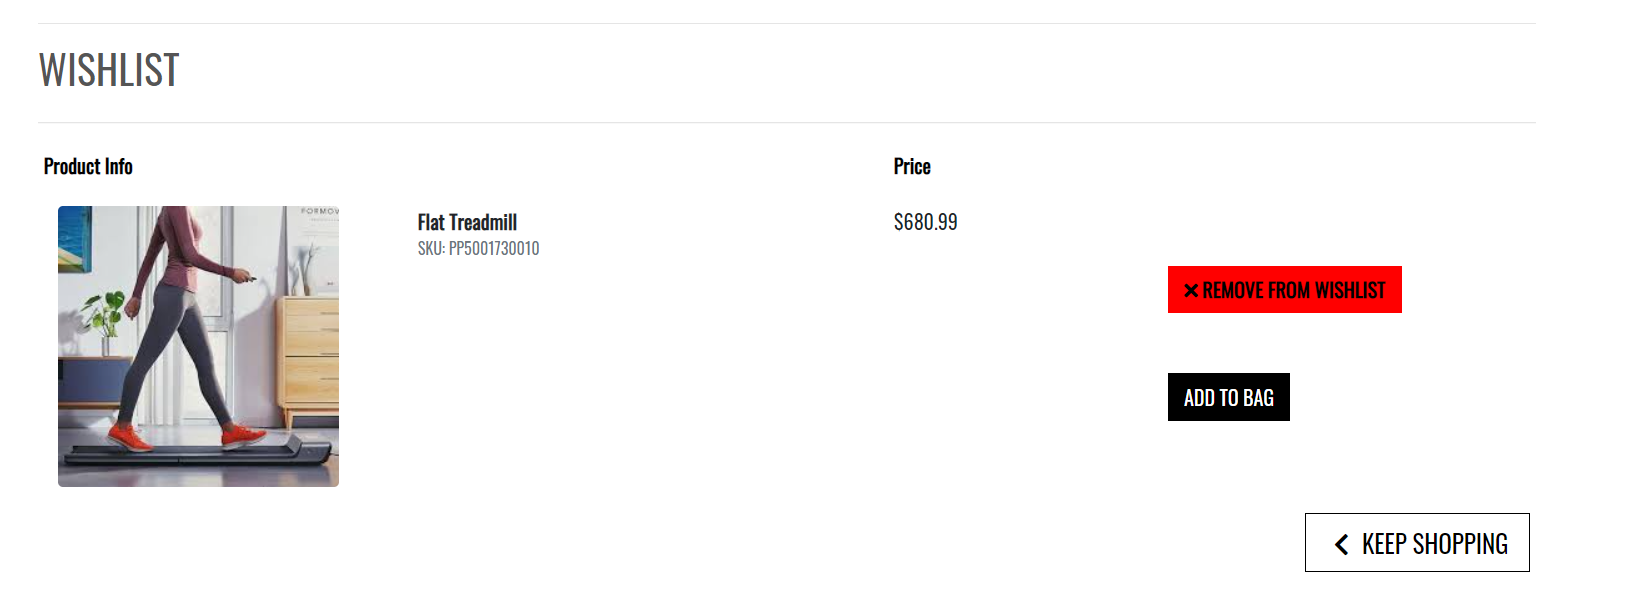 WISHLIST
Product Info
Price
FORMOV
Flat Treadmill
SKU: PP5001730010
$680.99
REMOVE FROM WISHLIST
ADD TO BAG
KEEP SHOPPING